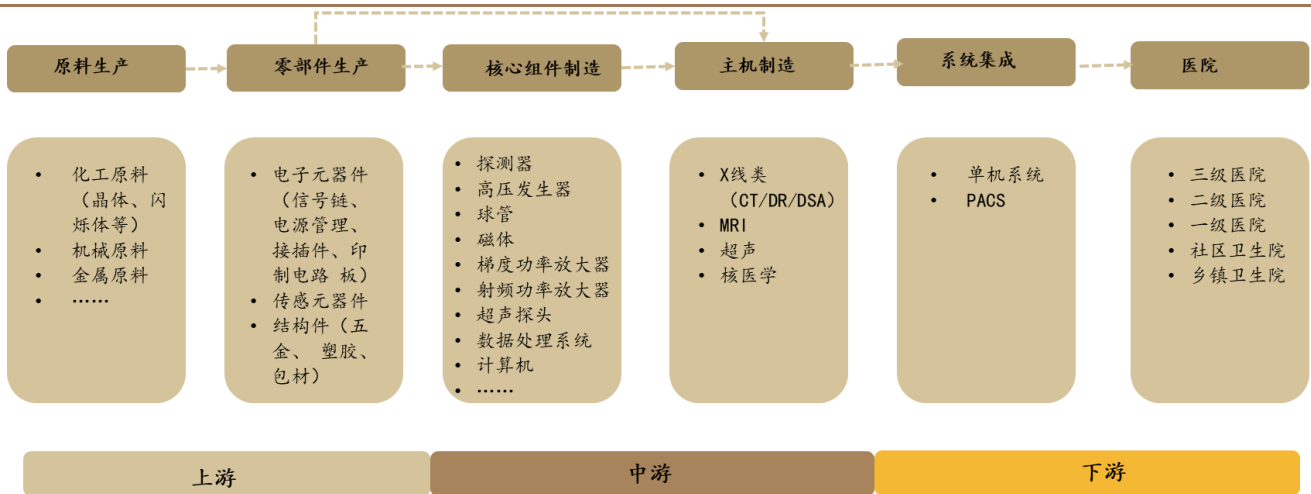 原料生产
零部件生产
核心组件制造
主机制造
系统集成
医院
• 化工原料
（晶体、闪
烁体等）
• 机械原料
• 金属原料
• ……
• 电子元器件
（信号链、
电源管理、
接插件、印
制电路 板）
• 传感元器件
• 结构件（五
金、 塑胶、
包材）
• 探测器
• 高压发生器
• 球管
• 磁体
• 梯度功率放大器
• 射频功率放大器
• 超声探头
• 数据处理系统
• 计算机
• ……
• X线类
（CT/DR/DSA）
• MRI
• 超声
• 核医学
• 单机系统
• PACS
• 三级医院
• 二级医院
• 一级医院
• 社区卫生院
• 乡镇卫生院
上游
中游
下游